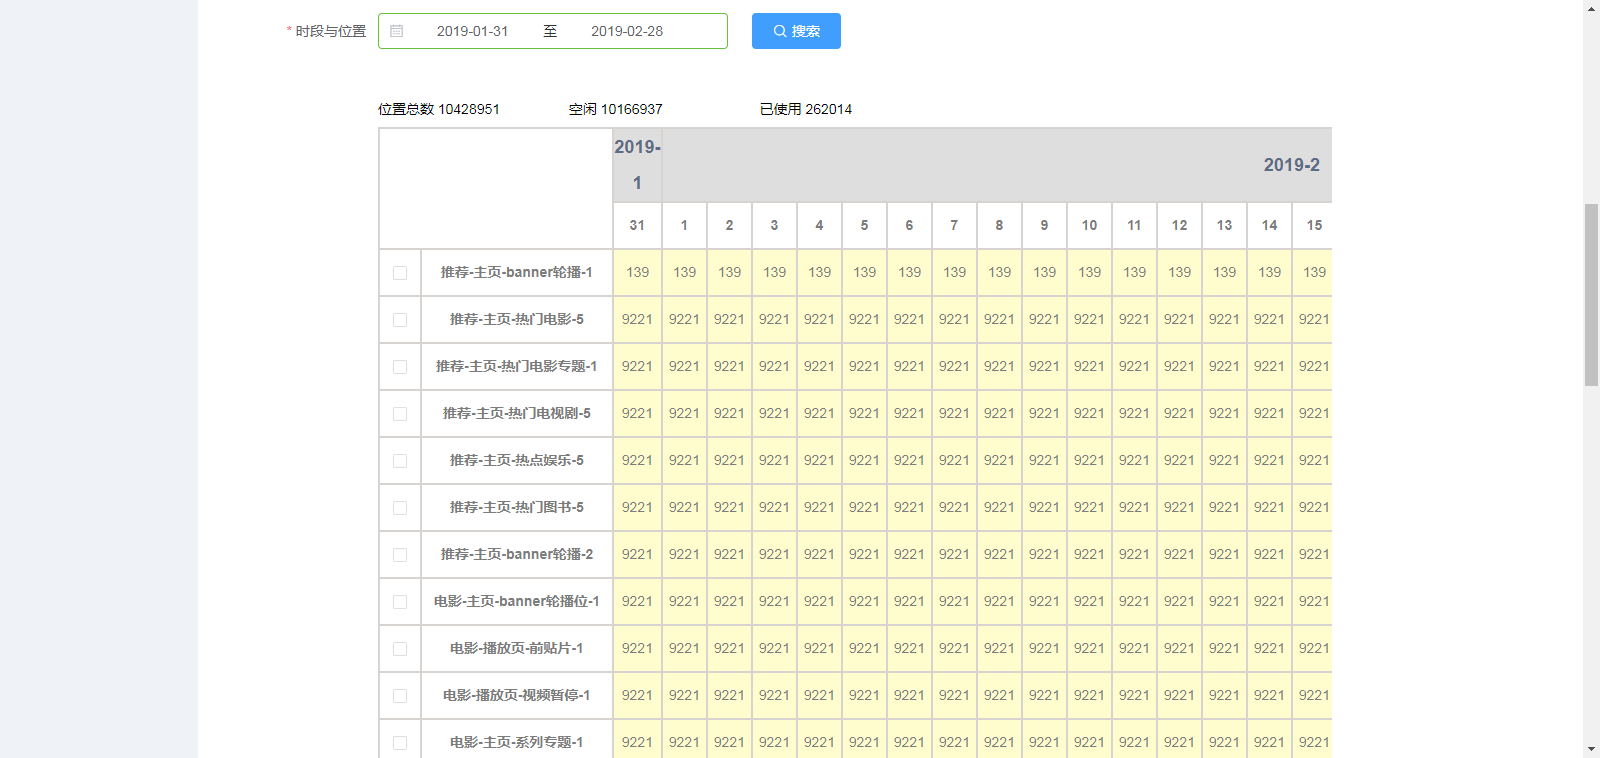 * 时段与位置 2019-01-31 至 2019-02-28 搜索
位置总数 10428951 空闲 10166937 已使用 262014
2019-1 2019-2
31 1 2 3 4 5 6 7 8 9 10 11 12 13 14 15
推荐-主页-banner轮播-1 139 139 139 139 139 139 139 139 139 139 139 139 139 139 139 139
推荐-主页-热门电影-5 9221 9221 9221 9221 9221 9221 9221 9221 9221 9221 9221 9221 9221 9221 9221 9221
推荐-主页-热门电影专题-1 9221 9221 9221 9221 9221 9221 9221 9221 9221 9221 9221 9221 9221 9221 9221 9221
推荐-主页-热门电视剧-5 9221 9221 9221 9221 9221 9221 9221 9221 9221 9221 9221 9221 9221 9221 9221 9221
推荐-主页-热点娱乐-5 9221 9221 9221 9221 9221 9221 9221 9221 9221 9221 9221 9221 9221 9221 9221 9221
推荐-主页-热门图书-5 9221 9221 9221 9221 9221 9221 9221 9221 9221 9221 9221 9221 9221 9221 9221 9221
推荐-主页-banner轮播-2 9221 9221 9221 9221 9221 9221 9221 9221 9221 9221 9221 9221 9221 9221 9221 9221
电影-主页-banner轮播位-1 9221 9221 9221 9221 9221 9221 9221 9221 9221 9221 9221 9221 9221 9221 9221 9221
电影-播放页-前贴片-1 9221 9221 9221 9221 9221 9221 9221 9221 9221 9221 9221 9221 9221 9221 9221 9221
电影-播放页-视频暂停-1 9221 9221 9221 9221 9221 9221 9221 9221 9221 9221 9221 9221 9221 9221 9221 9221
电影-主页-系列专题-1 9221 9221 9221 9221 9221 9221 9221 9221 9221 9221 9221 9221 9221 9221 9221 9221